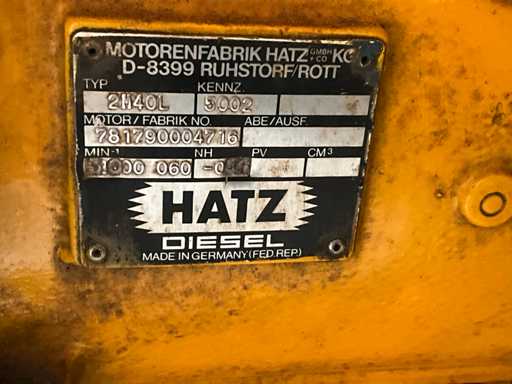 MOTORENFABRIK HATZ GMBH + CO KG
D-8399 RUHSTORF/ROTT
TYP KENNZ.
2M40L 5002
MOTOR/FABRIK NO. ABE/AUSF.
781790004716
MIN⁻¹ NH PV CM³
060
HATZ
DIESEL
MADE IN GERMANY (FED.REP.)